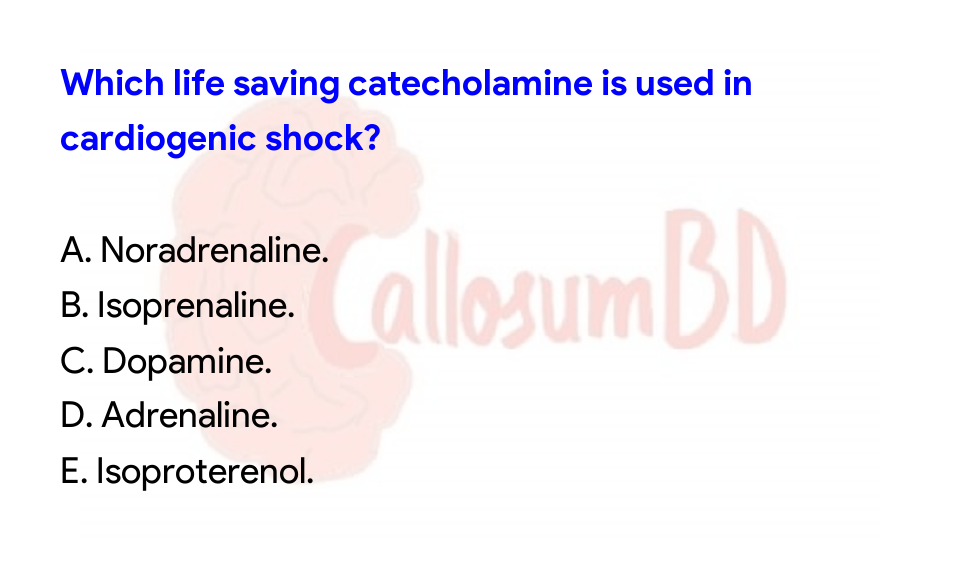 Which life saving catecholamine is used in
cardiogenic shock?
A. Noradrenaline.
B. Isoprenaline.
C. Dopamine.
D. Adrenaline.
E. Isoproterenol.
CallosumBD